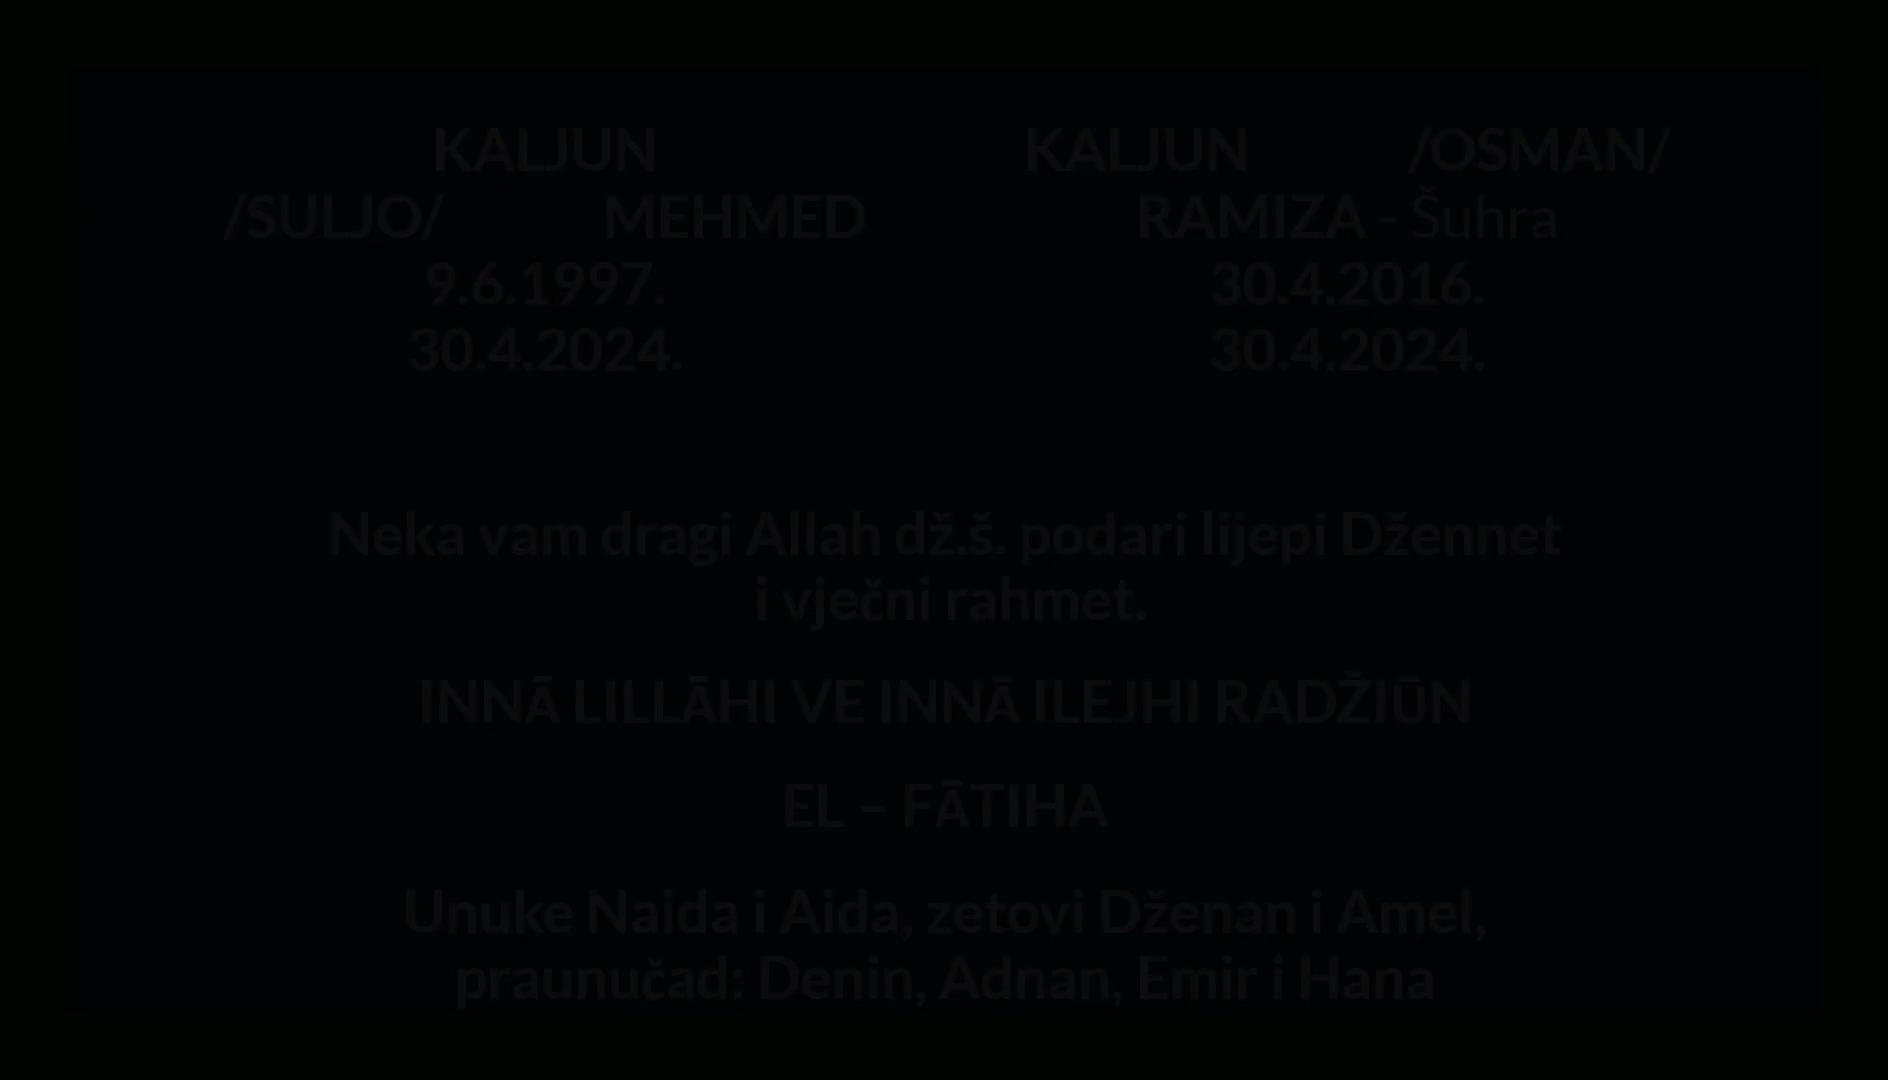 KALJUN
/SULJO/ MEHMED
9.6.1997.
30.4.2024.
KALJUN /OSMAN/
RAMIZA - Šuhra
30.4.2016.
30.4.2024.
Neka vam dragi Allah dž.š. podari lijepi Džennet
i vječni rahmet.
INNĀ LILLĀHI VE INNĀ ILEJHI RADŽIŪN
EL – FĀTIHA
Unuke Naida i Aida, zetovi Dženan i Amel,
praunučad: Denin, Adnan, Emir i Hana